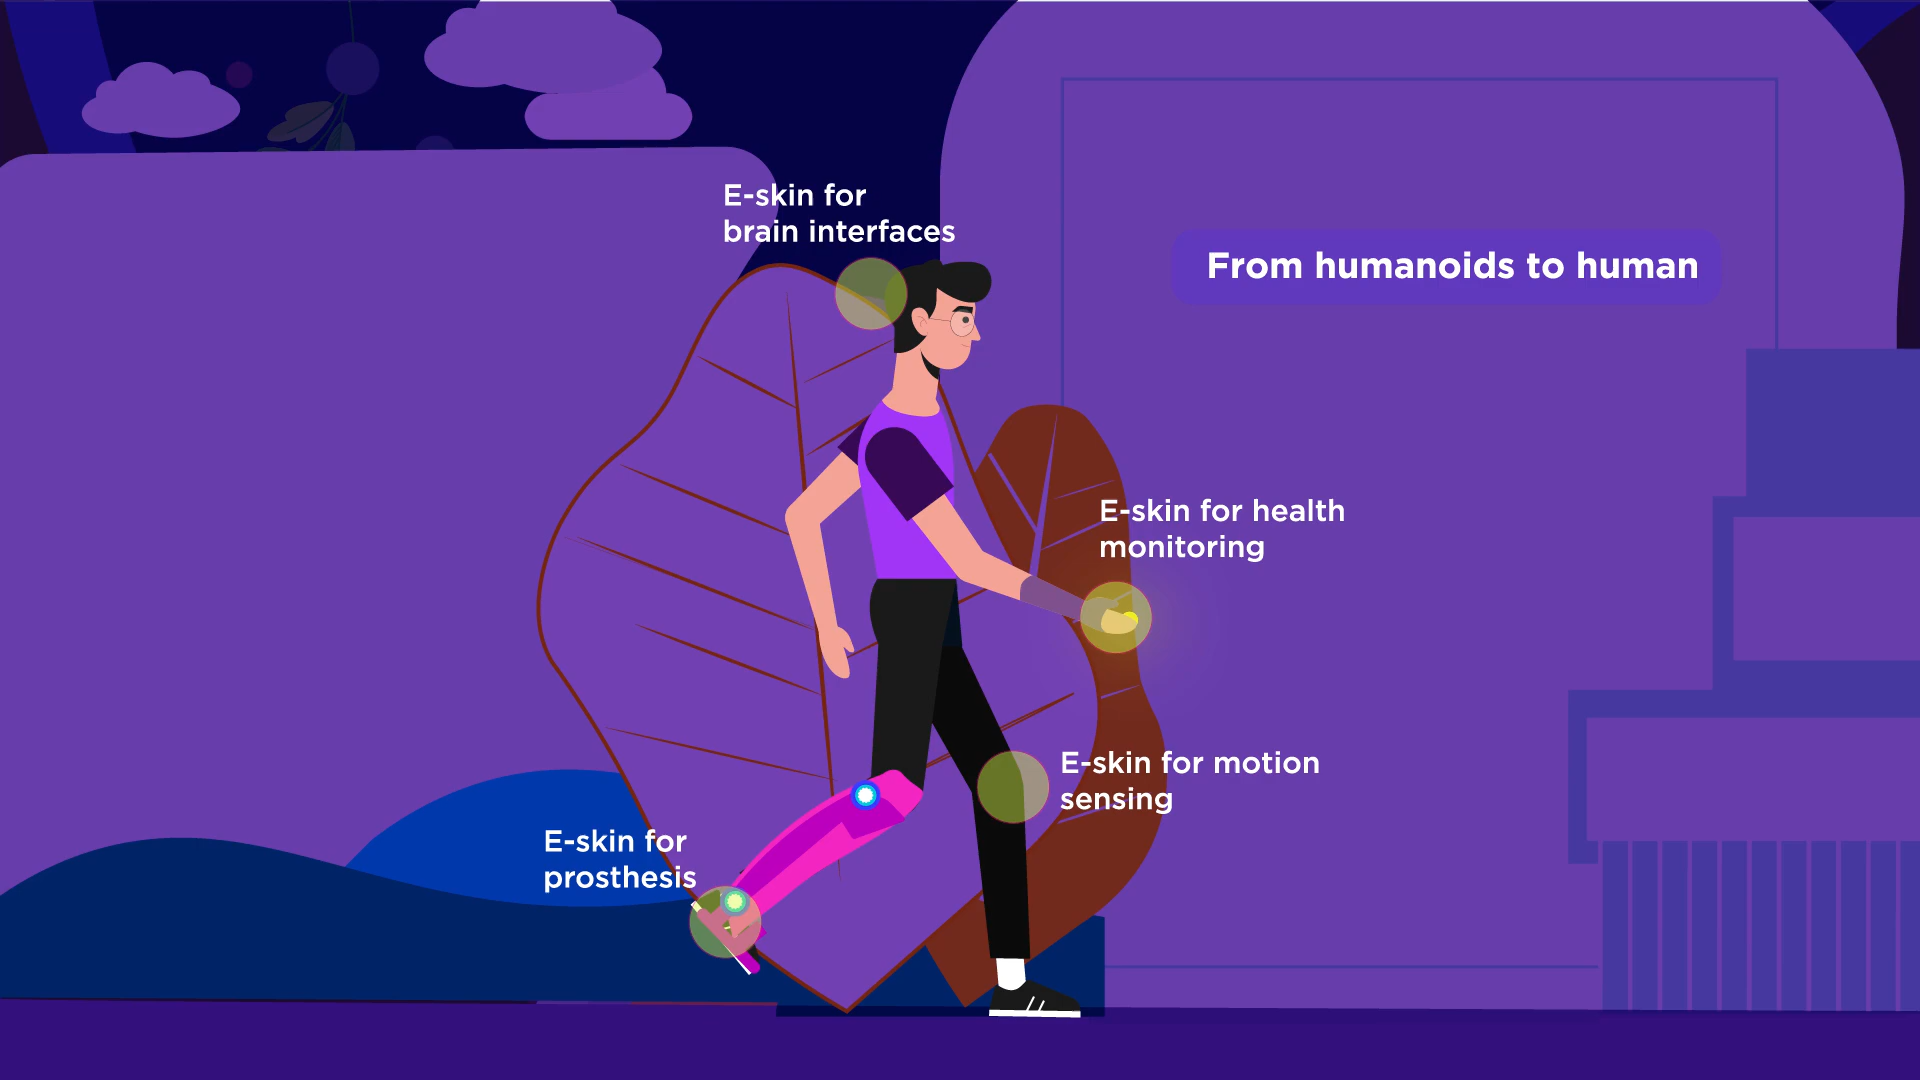 E-skin for
brain interfaces
From humanoids to human
E-skin for health
monitoring
E-skin for motion
sensing
E-skin for
prosthesis